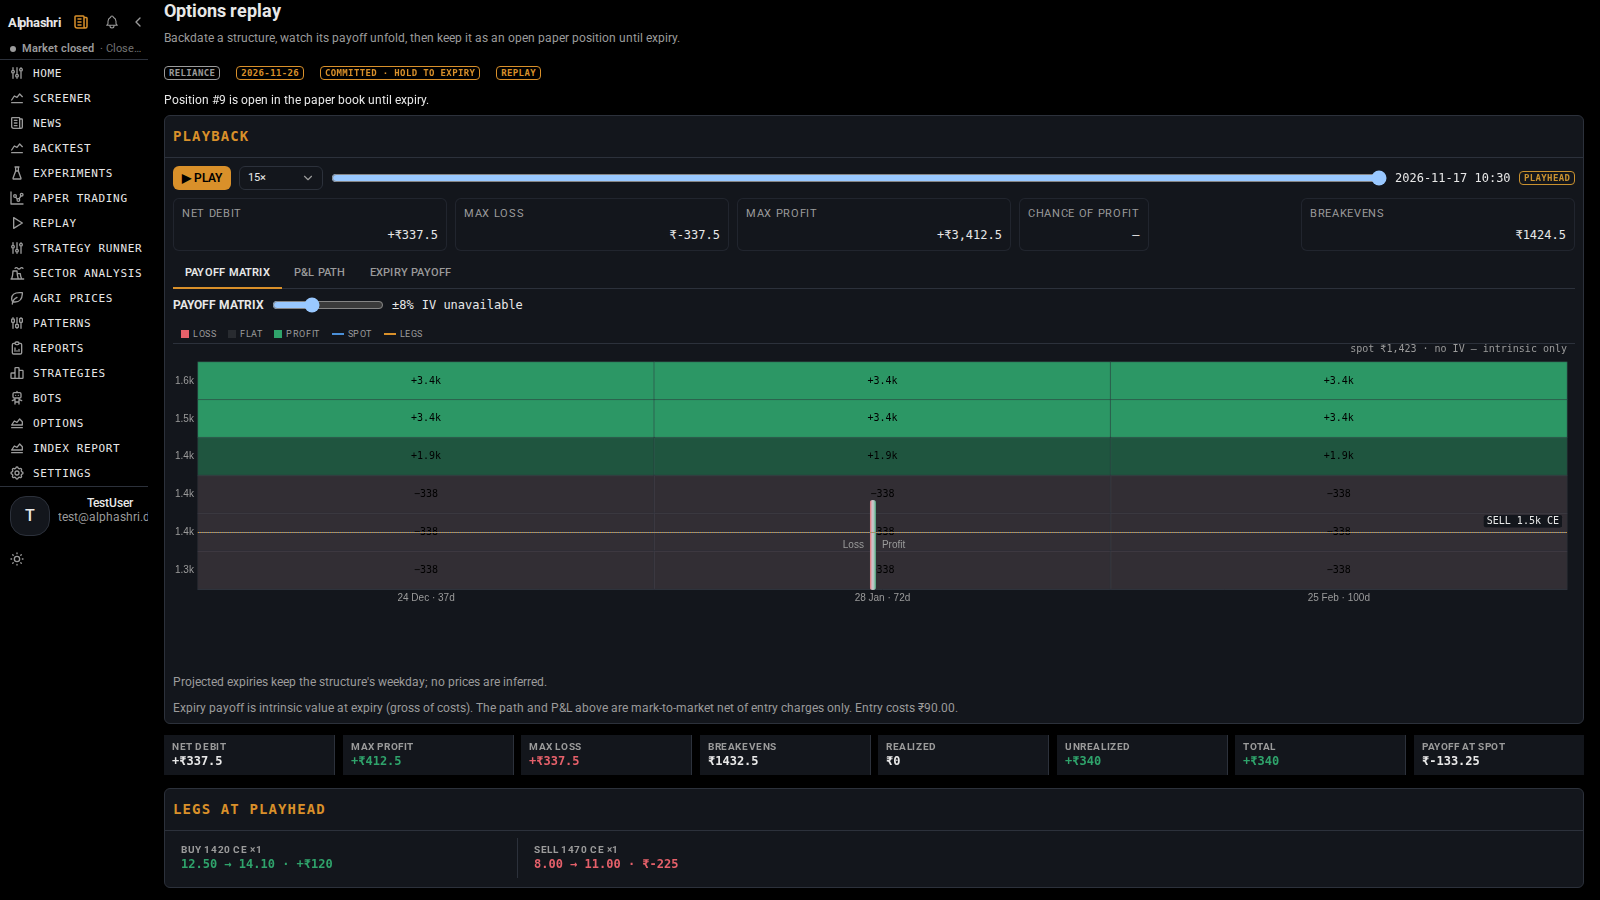 Alphashri
Market closed · Close...
HOME
SCREENER
NEWS
BACKTEST
EXPERIMENTS
PAPER TRADING
REPLAY
STRATEGY RUNNER
SECTOR ANALYSIS
AGRI PRICES
PATTERNS
REPORTS
STRATEGIES
BOTS
OPTIONS
INDEX REPORT
SETTINGS
T
TestUser
test@alphashri.d
Options replay
Backdate a structure, watch its payoff unfold, then keep it as an open paper position until expiry.
RELIANCE 2026-11-26 COMMITTED · HOLD TO EXPIRY REPLAY
Position #9 is open in the paper book until expiry.
PLAYBACK
▶ PLAY 15× 2026-11-17 10:30 PLAYHEAD
NET DEBIT MAX LOSS MAX PROFIT CHANCE OF PROFIT BREAKEVENS
+₹337.5 ₹-337.5 +₹3,412.5 — ₹1424.5
PAYOFF MATRIX P&L PATH EXPIRY PAYOFF
PAYOFF MATRIX ±8% IV unavailable
LOSS FLAT PROFIT SPOT LEGS
spot ₹1,423 · no IV — intrinsic only
1.6k +3.4k +3.4k +3.4k
1.5k +3.4k +3.4k +3.4k
1.4k +1.9k +1.9k +1.9k
1.4k −338 −338 −338
SELL 1.5k CE
1.4k −338 338 −338
Loss Profit
1.3k −338 338 −338
24 Dec · 37d 28 Jan · 72d 25 Feb · 100d
Projected expiries keep the structure's weekday; no prices are inferred.
Expiry payoff is intrinsic value at expiry (gross of costs). The path and P&L above are mark-to-market net of entry charges only. Entry costs ₹90.00.
NET DEBIT MAX PROFIT MAX LOSS BREAKEVENS REALIZED UNREALIZED TOTAL PAYOFF AT SPOT
+₹337.5 +₹412.5 +₹337.5 ₹1432.5 ₹0 +₹340 +₹340 ₹-133.25
LEGS AT PLAYHEAD
BUY 1420 CE ×1 SELL 1470 CE ×1
12.50 → 14.10 · +₹120 8.00 → 11.00 · ₹-225